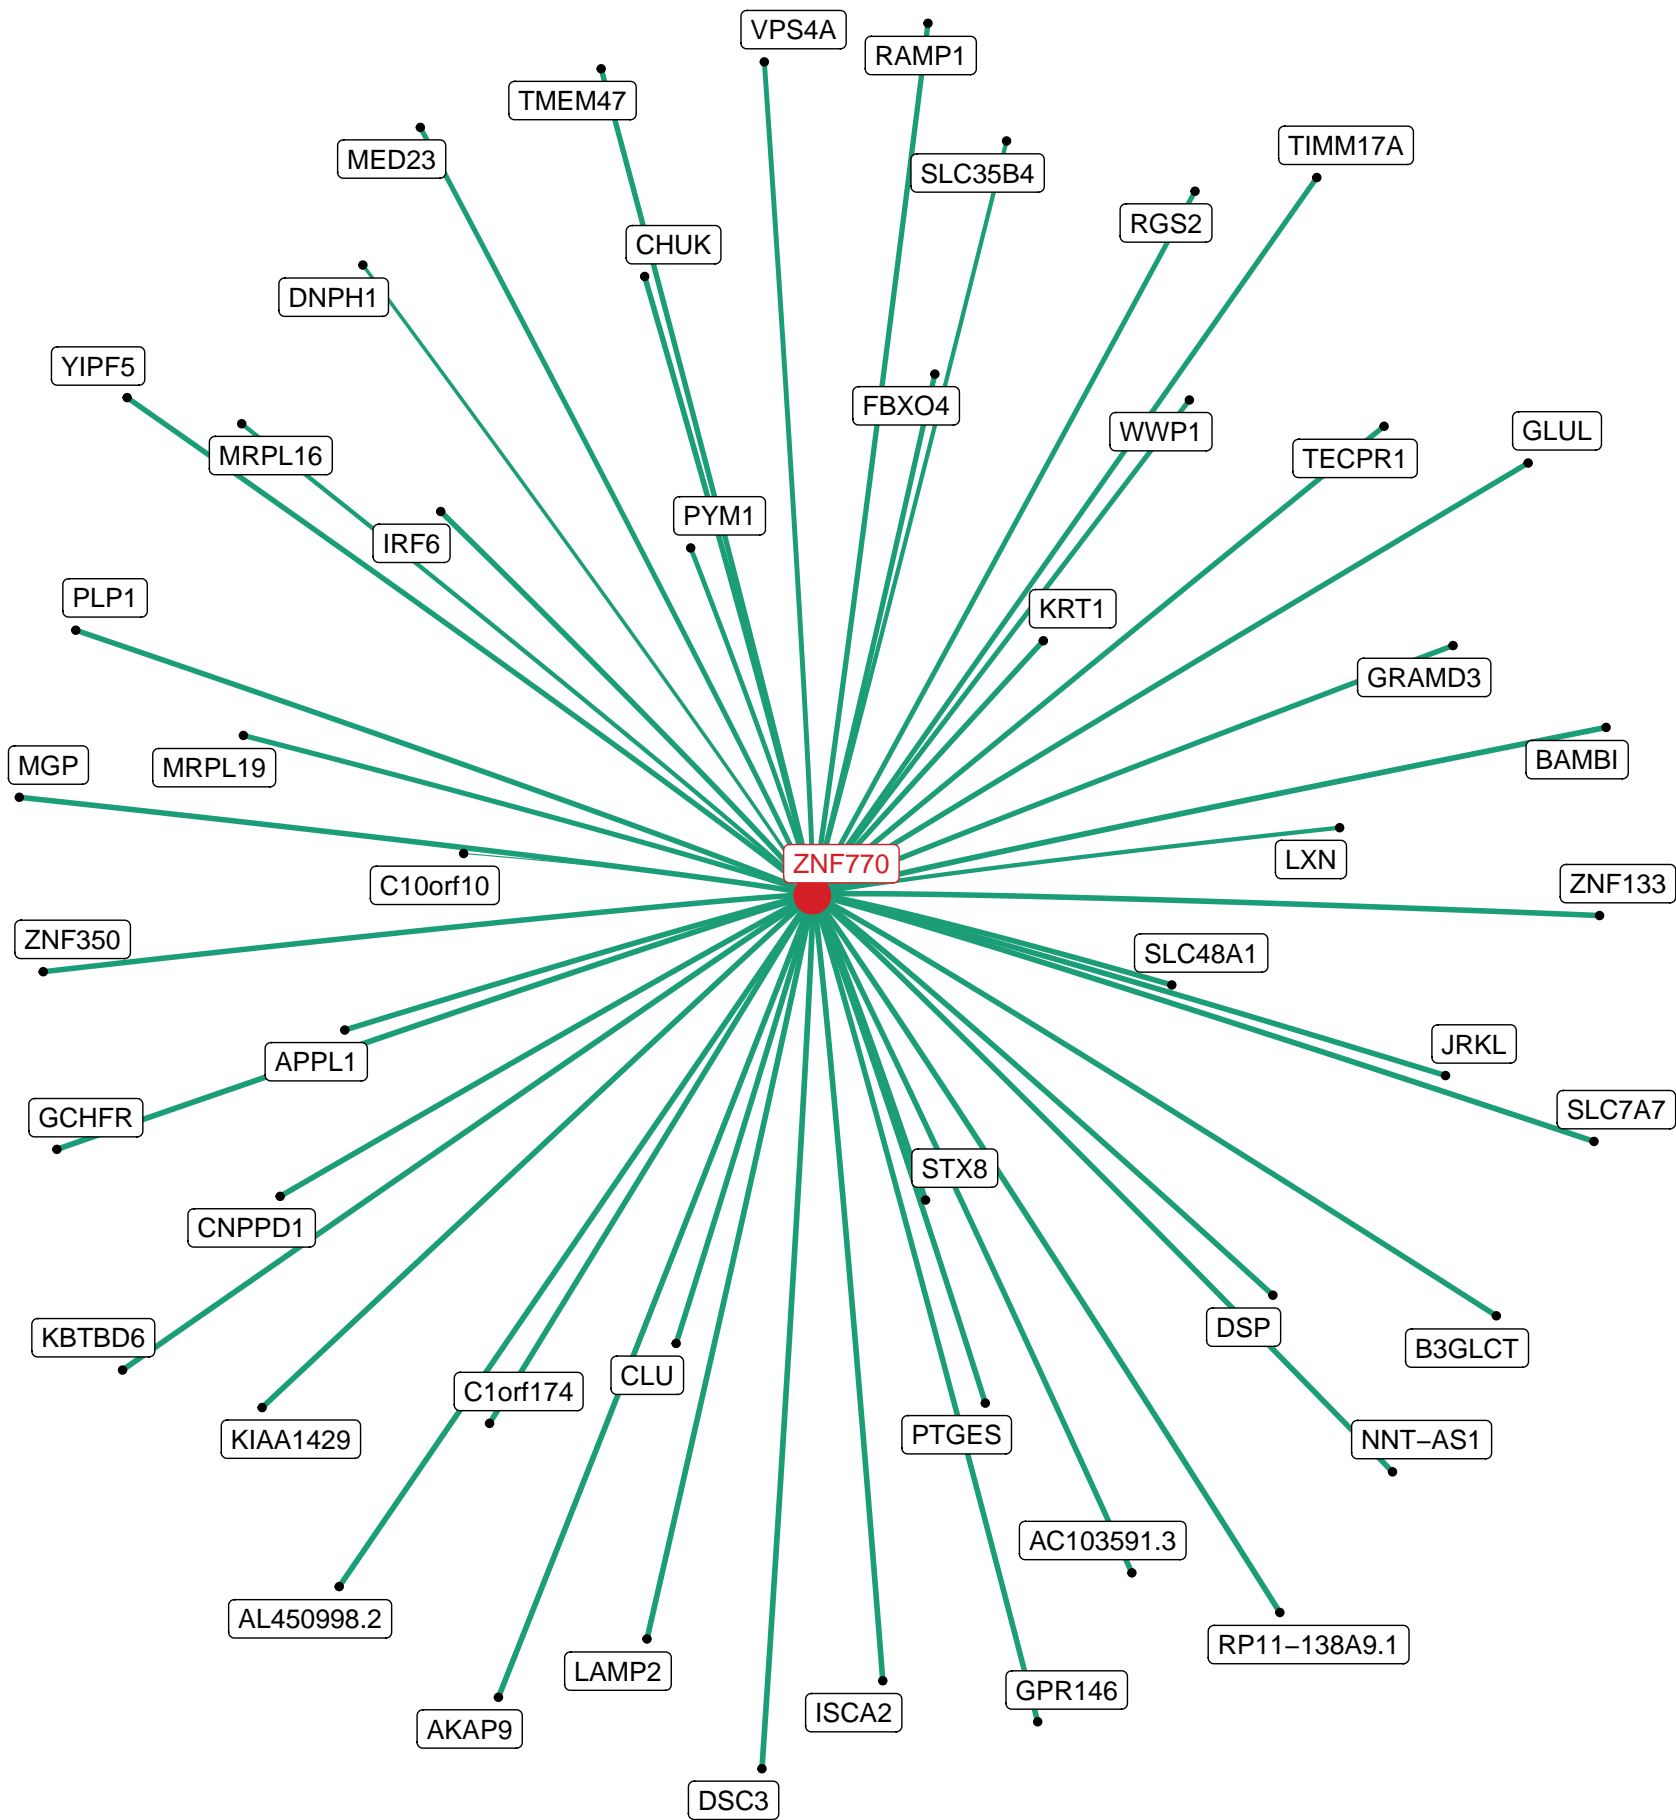 VPS4A
RAMP1
TMEM47
TIMM17A
MED23
SLC35B4
RGS2
CHUK
DNPH1
YIPF5
FBXO4
GLUL
WWP1
MRPL16
TECPR1
PYM1
IRF6
PLP1
KRT1
GRAMD3
BAMBI
MGP
MRPL19
LXN
ZNF770
C10orf10
ZNF133
ZNF350
SLC48A1
JRKL
APPL1
SLC7A7
GCHFR
STX8
CNPPD1
DSP
KBTBD6
B3GLCT
CLU
C1orf174
PTGES
KIAA1429
NNT−AS1
AC103591.3
AL450998.2
RP11−138A9.1
LAMP2
GPR146
ISCA2
AKAP9
DSC3